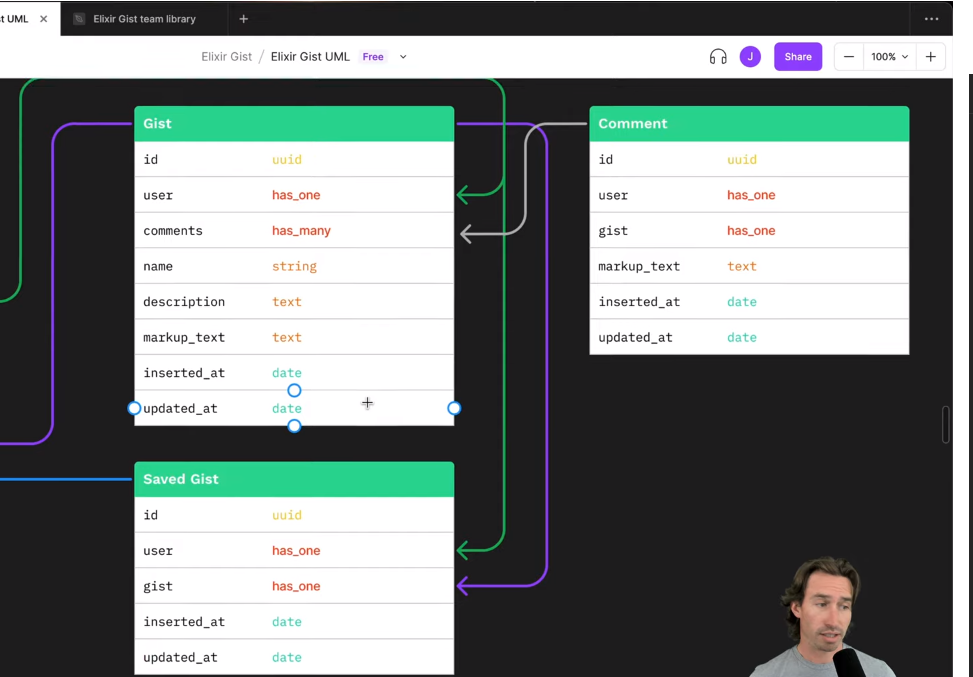 st UML ✕ Elixir Gist team library +
Elixir Gist / Elixir Gist UML Free J Share 100%
Gist
id uuid
user has_one
comments has_many
name string
description text
markup_text text
inserted_at date
updated_at date
Comment
id uuid
user has_one
gist has_one
markup_text text
inserted_at date
updated_at date
Saved Gist
id uuid
user has_one
gist has_one
inserted_at date
updated_at date